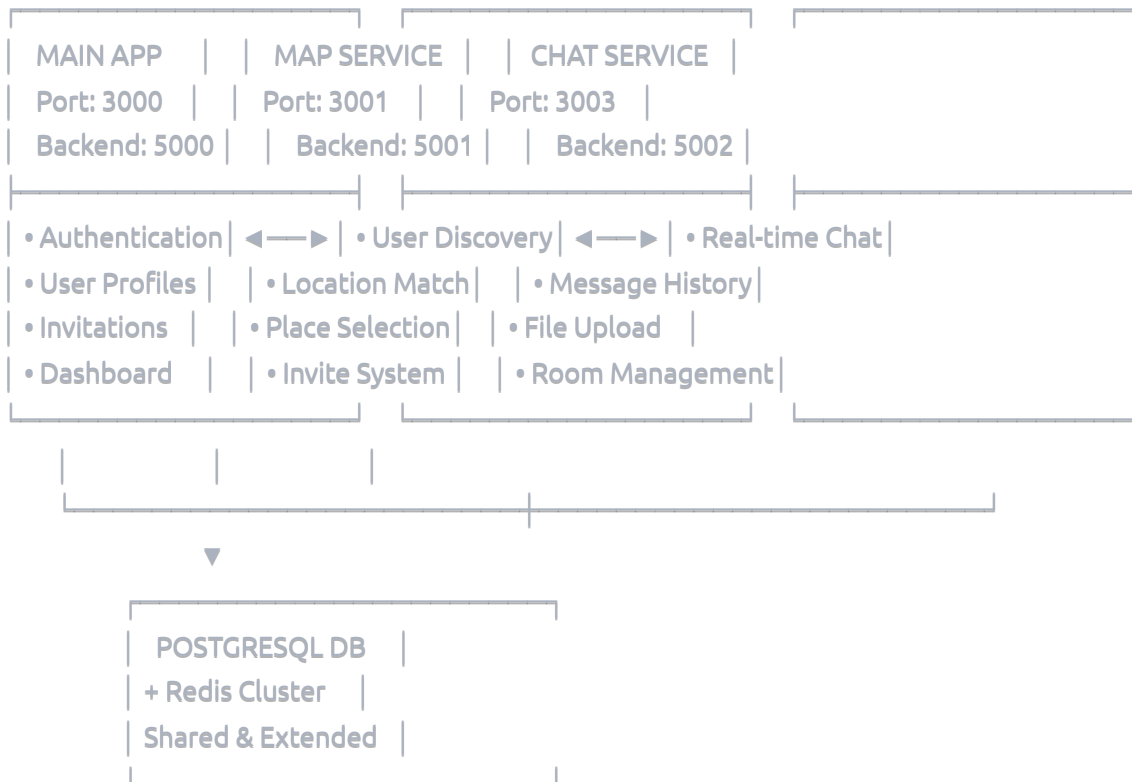 MAIN APP MAP SERVICE CHAT SERVICE
Port: 3000 Port: 3001 Port: 3003
Backend: 5000 Backend: 5001 Backend: 5002
• Authentication ◄──► • User Discovery ◄──► • Real-time Chat
• User Profiles • Location Match • Message History
• Invitations • Place Selection • File Upload
• Dashboard • Invite System • Room Management
▼
POSTGRESQL DB
+ Redis Cluster
Shared & Extended